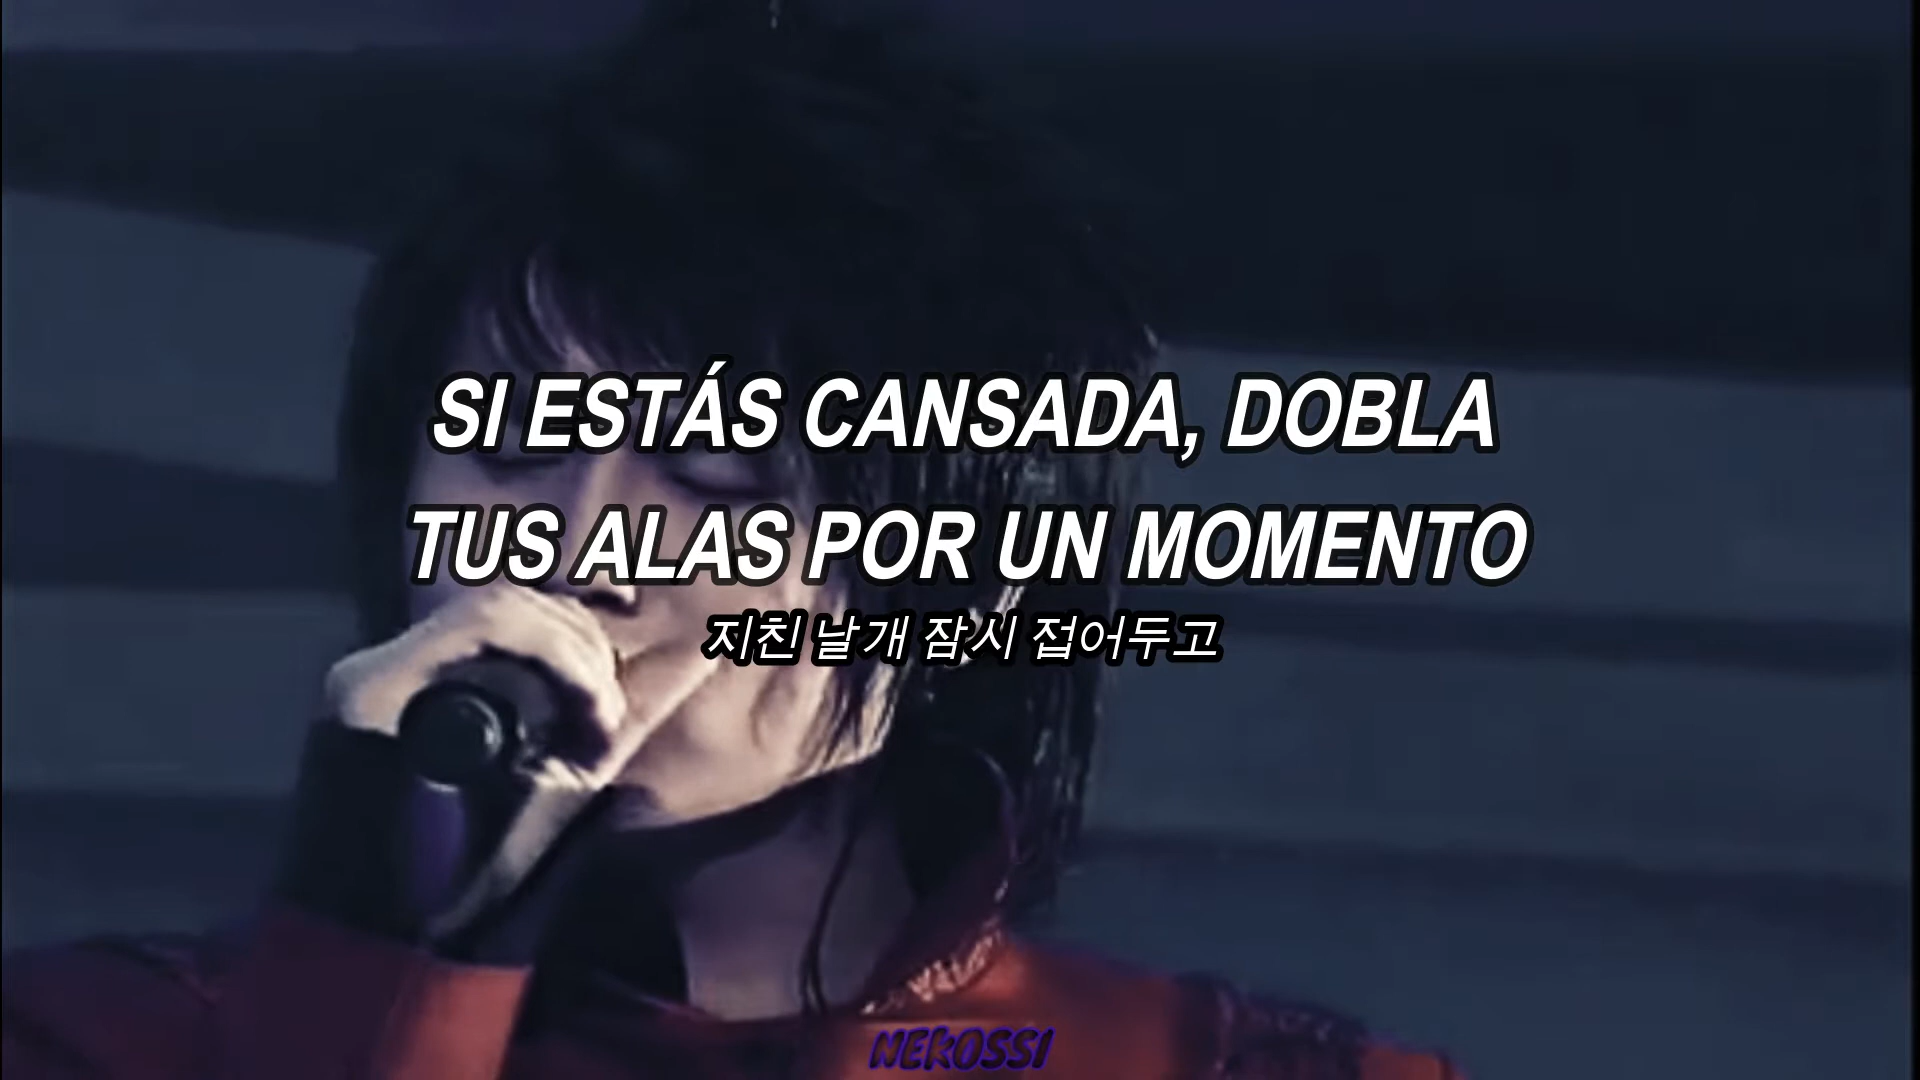 SI ESTÁS CANSADA, DOBLA
TUS ALAS POR UN MOMENTO
지친 날개 잠시 접어두고
NEKOSSI